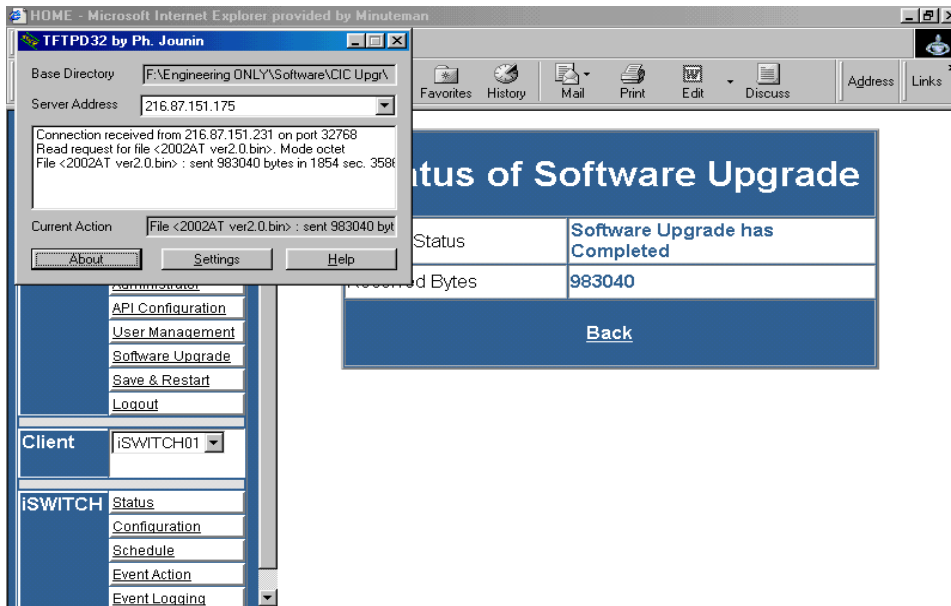 HOME - Microsoft Internet Explorer provided by Minuteman
TFTPD32 by Ph. Jounin
Base Directory F:\Engineering ONLY\Software\CIC Upgr\
Server Address 216.87.151.175
Connection received from 216.87.151.231 on port 32768
Read request for file <2002AT ver2.0.bin>. Mode octet
File <2002AT ver2.0.bin> : sent 983040 bytes in 1854 sec. 358
Current Action File <2002AT ver2.0.bin> : sent 983040 byt
About Settings Help
Favorites History Mail Print Edit Discuss Address Links
tus of Software Upgrade
Status Software Upgrade has
Completed
Bytes 983040
Back
Administrator
API Configuration
User Management
Software Upgrade
Save & Restart
Logout
Client iSWITCH01
iSWITCH Status
Configuration
Schedule
Event Action
Event Logging